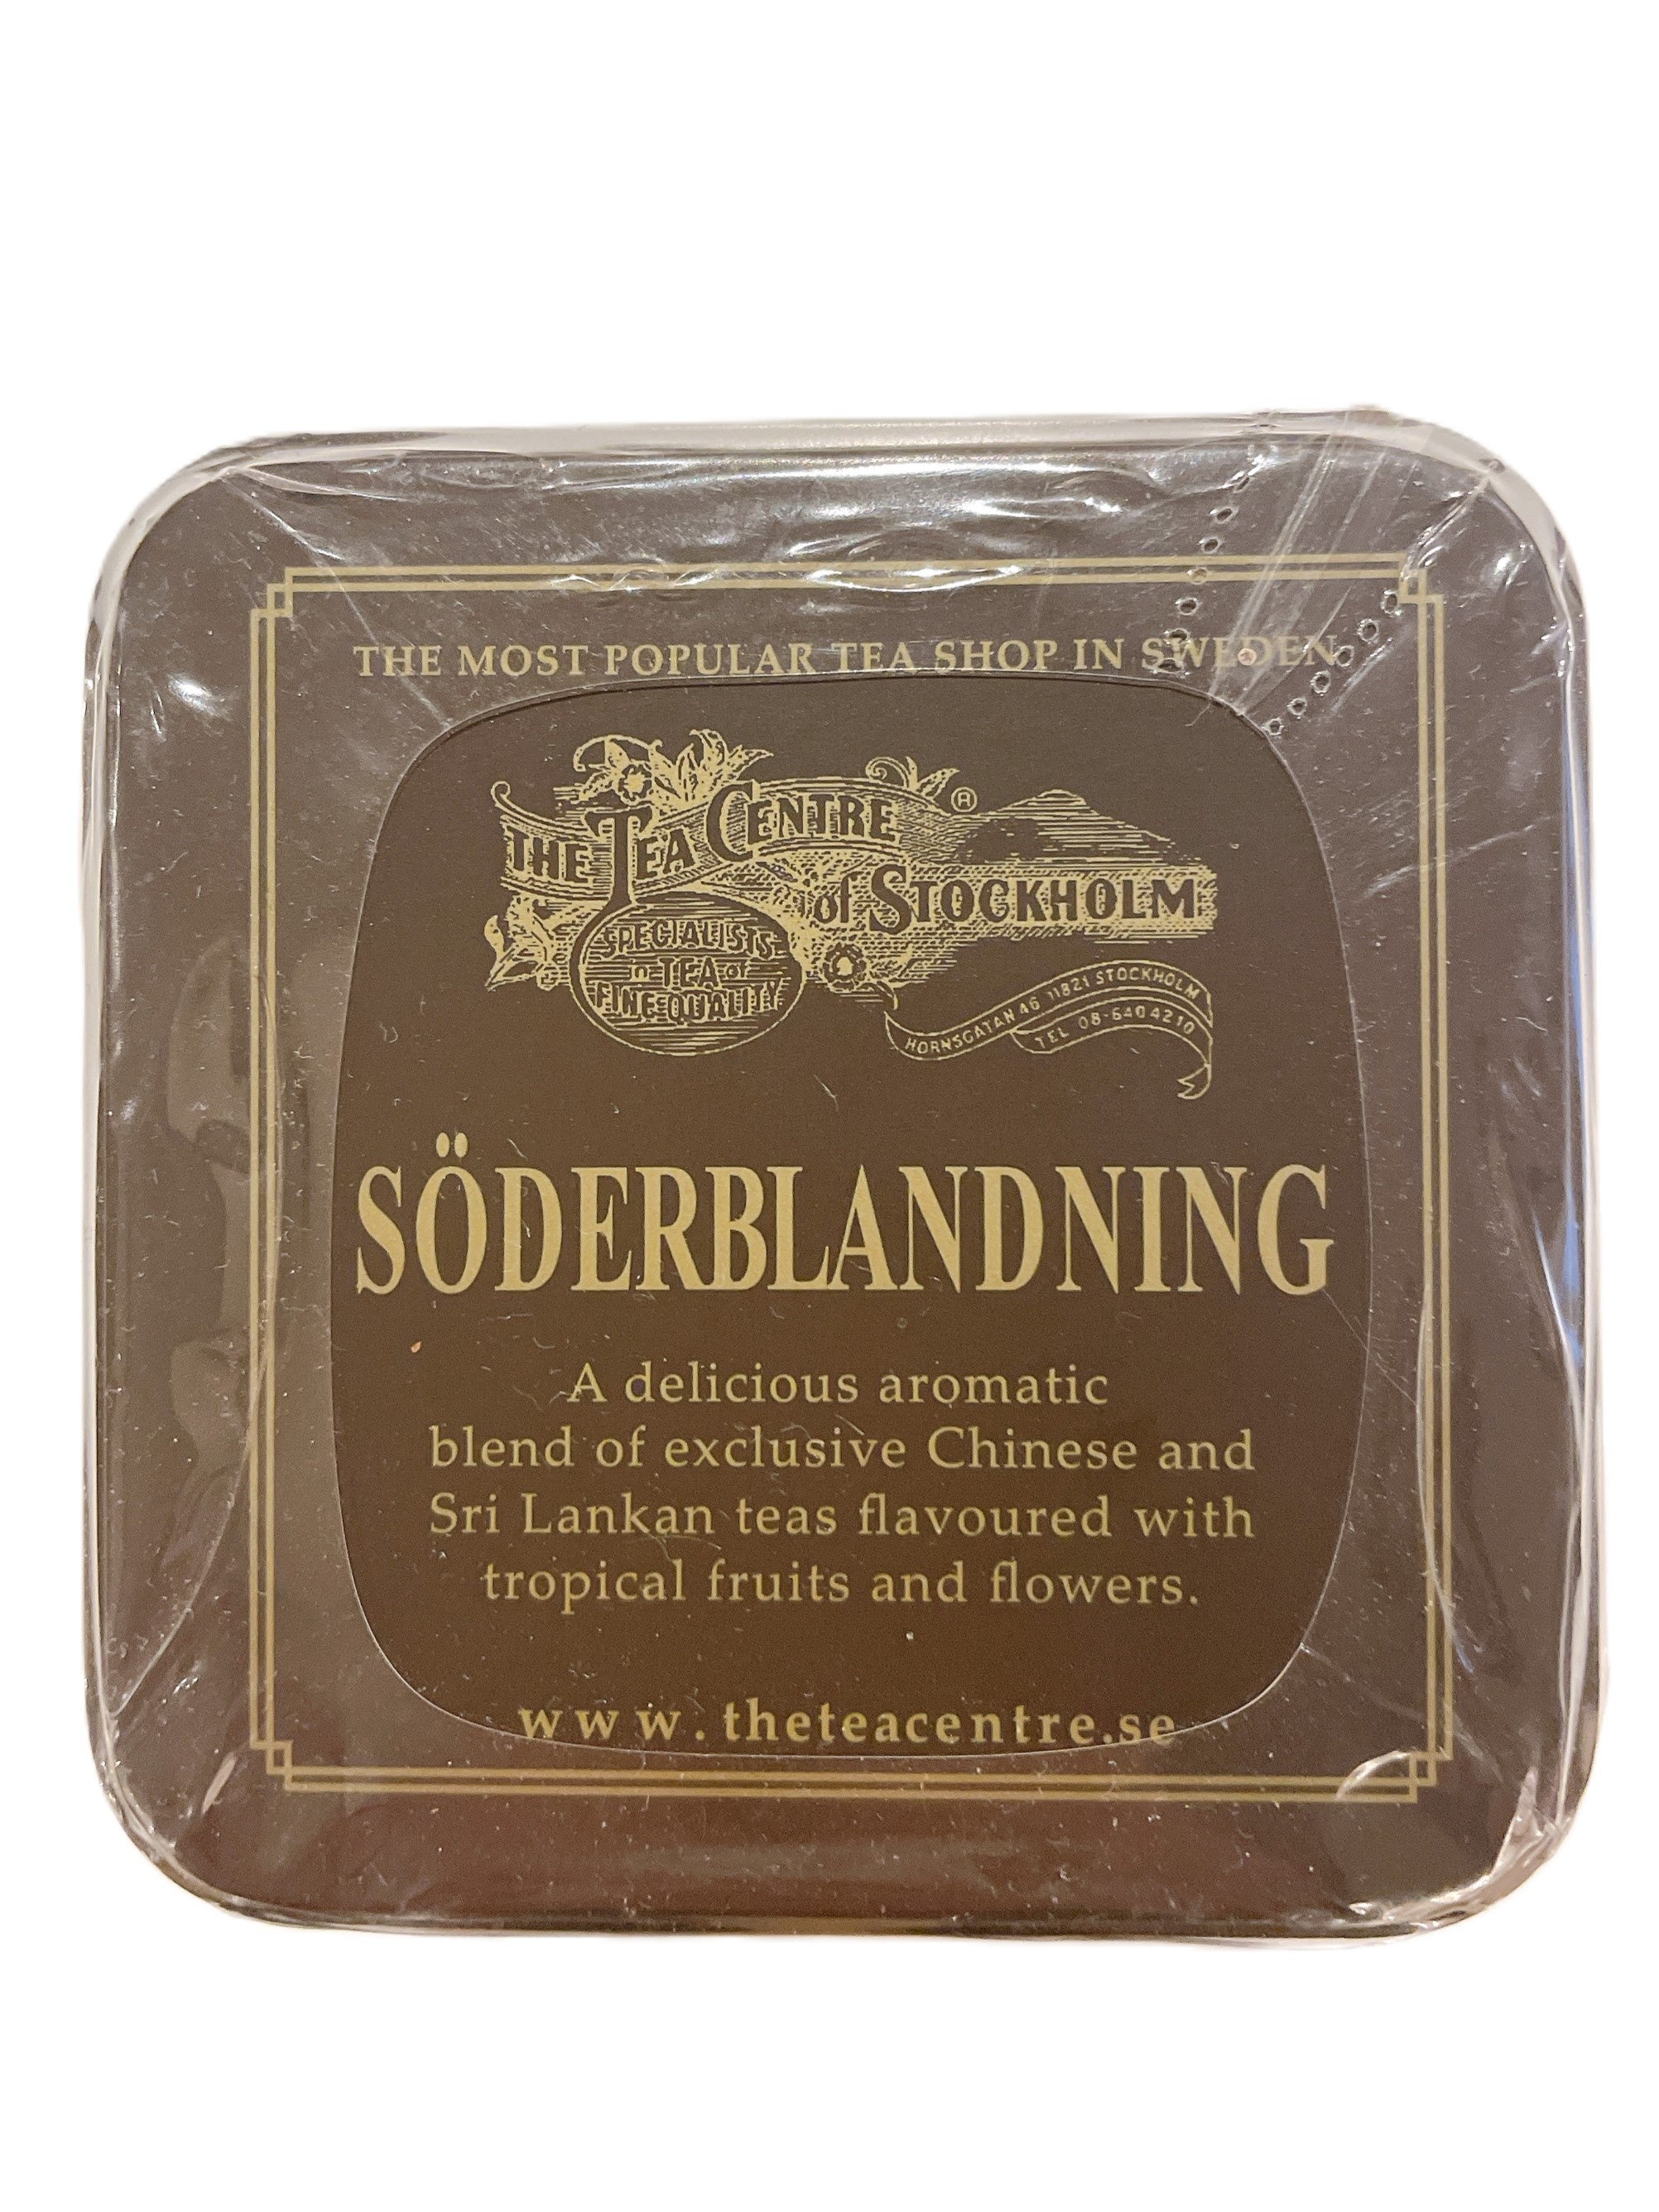 THE MOST POPULAR TEA SHOP IN SWEDEN
THE TEA CENTRE ®
of STOCKHOLM
SPECIALISTS
in TEA of
FINE QUALITY
HORNSGATAN 46 11821 STOCKHOLM
TEL 08-6404210
SÖDERBLANDNING
A delicious aromatic
blend of exclusive Chinese and
Sri Lankan teas flavoured with
tropical fruits and flowers.
www.theteacentre.se